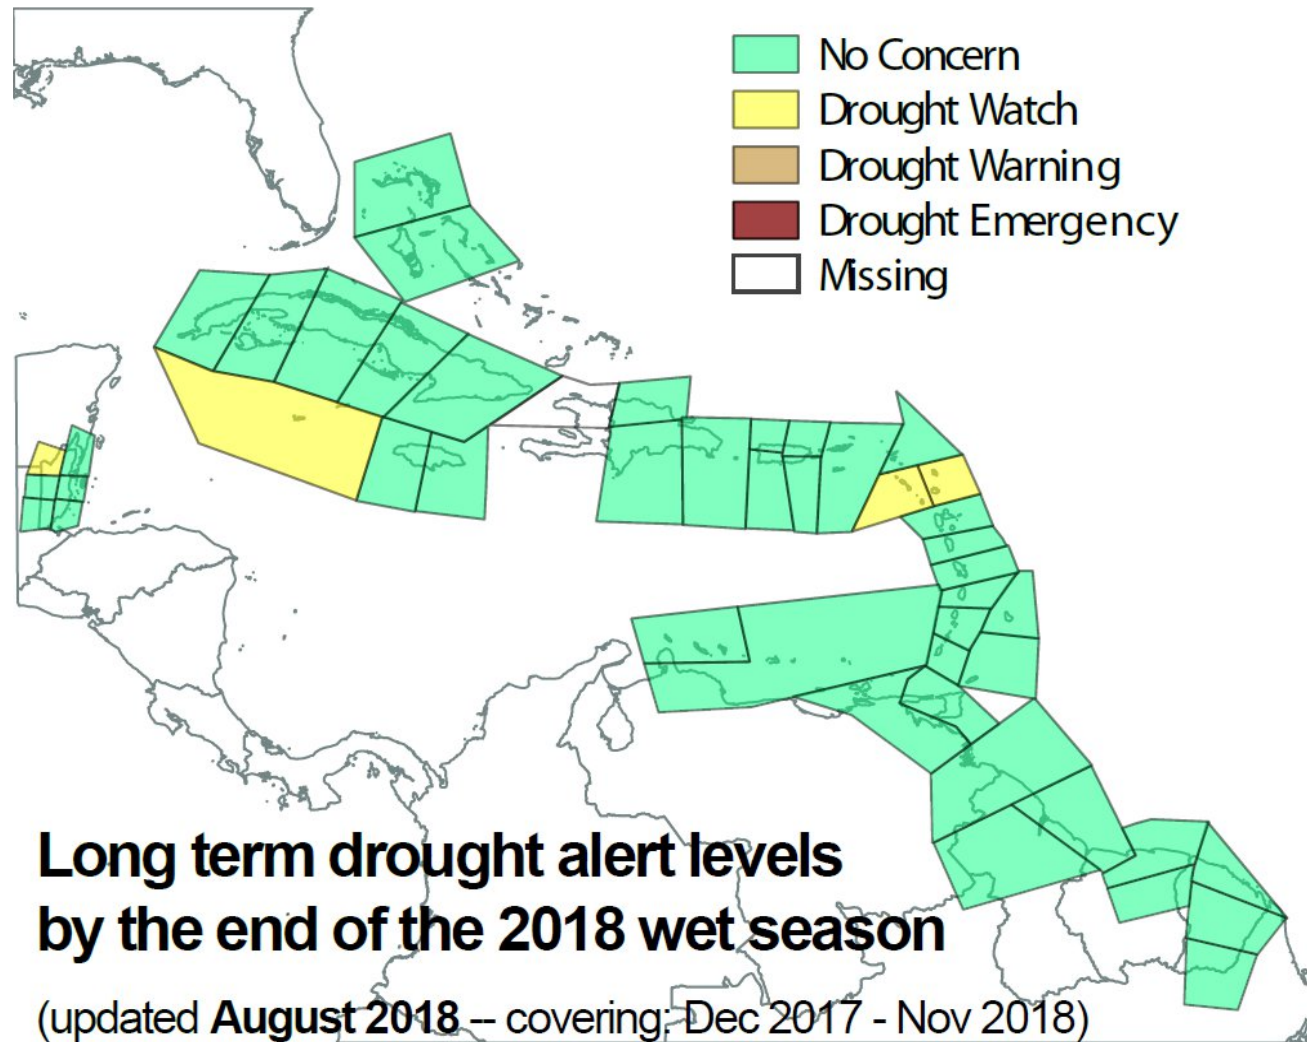 No Concern
Drought Watch
Drought Warning
Drought Emergency
Missing
Long term drought alert levels
by the end of the 2018 wet season
(updated August 2018 -- covering: Dec 2017 - Nov 2018)